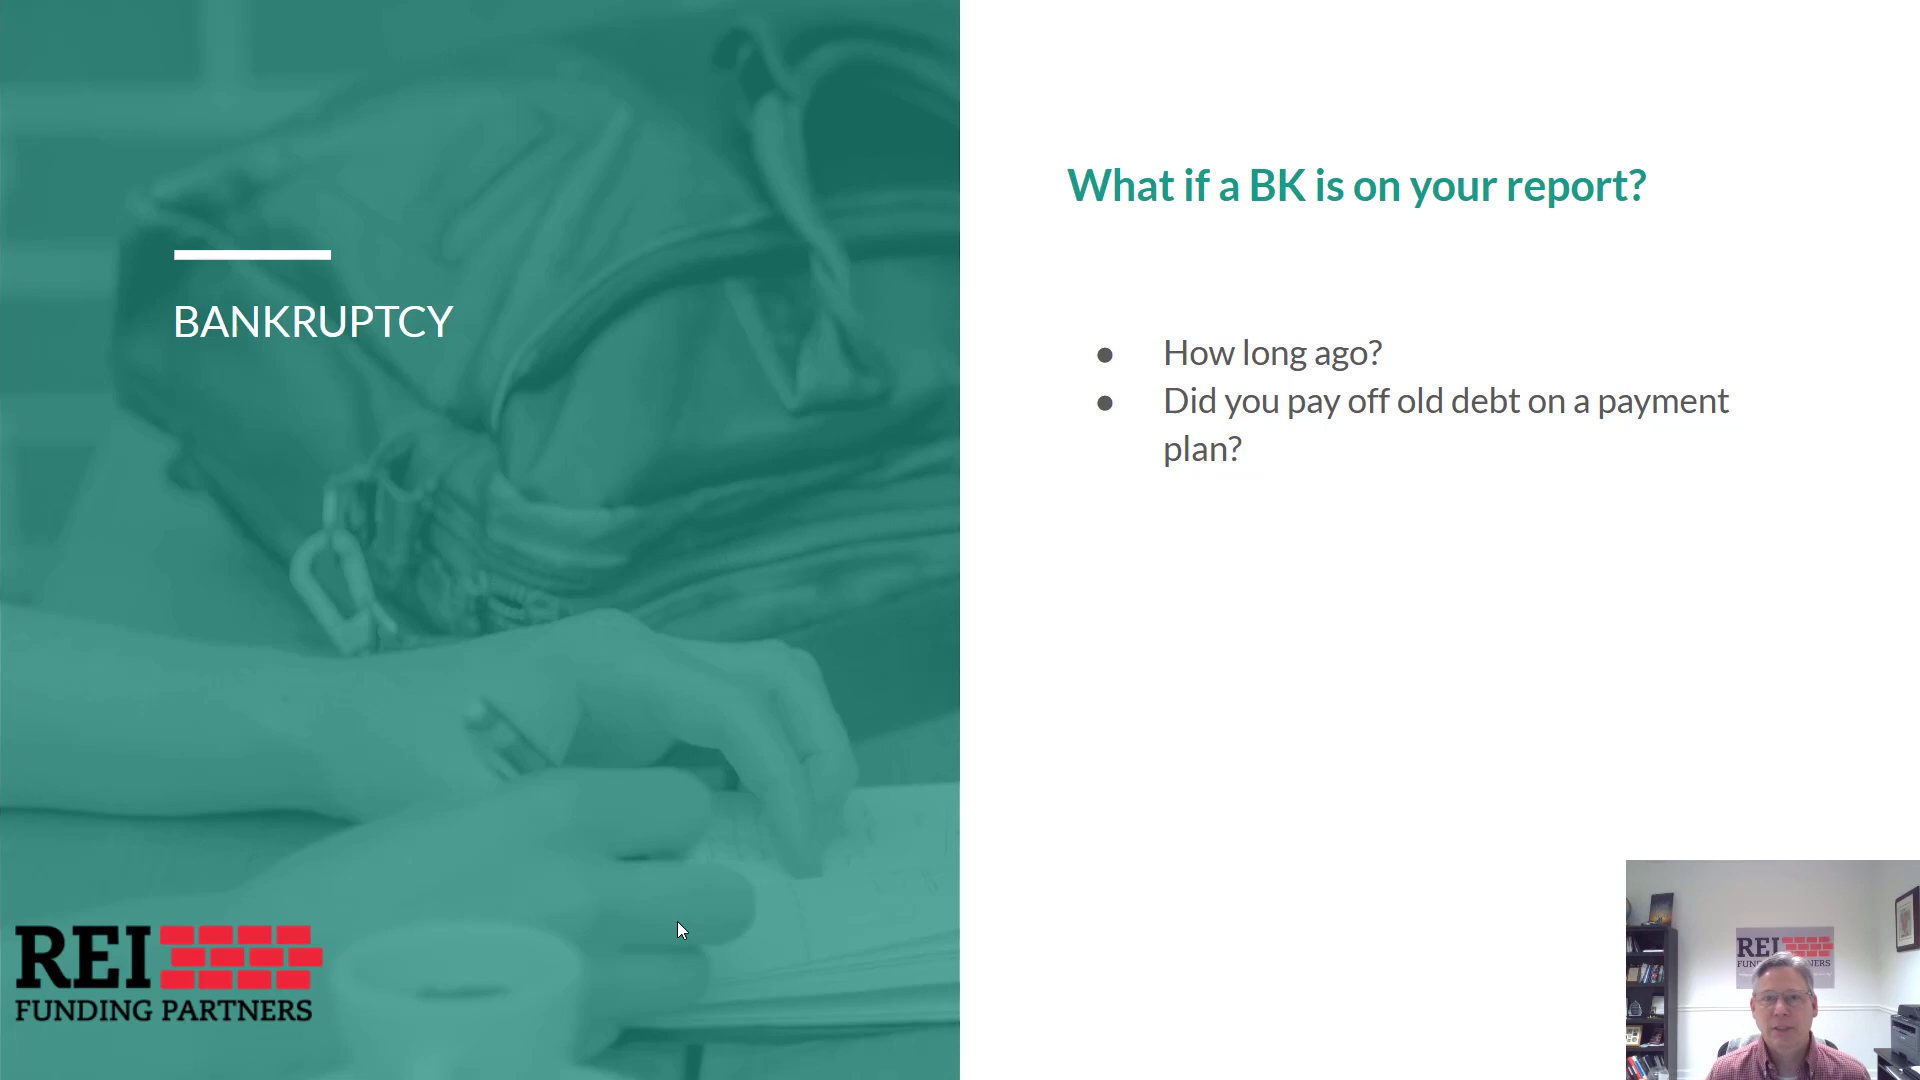 BANKRUPTCY
REI
FUNDING PARTNERS
What if a BK is on your report?
● How long ago?
● Did you pay off old debt on a payment
plan?
REI